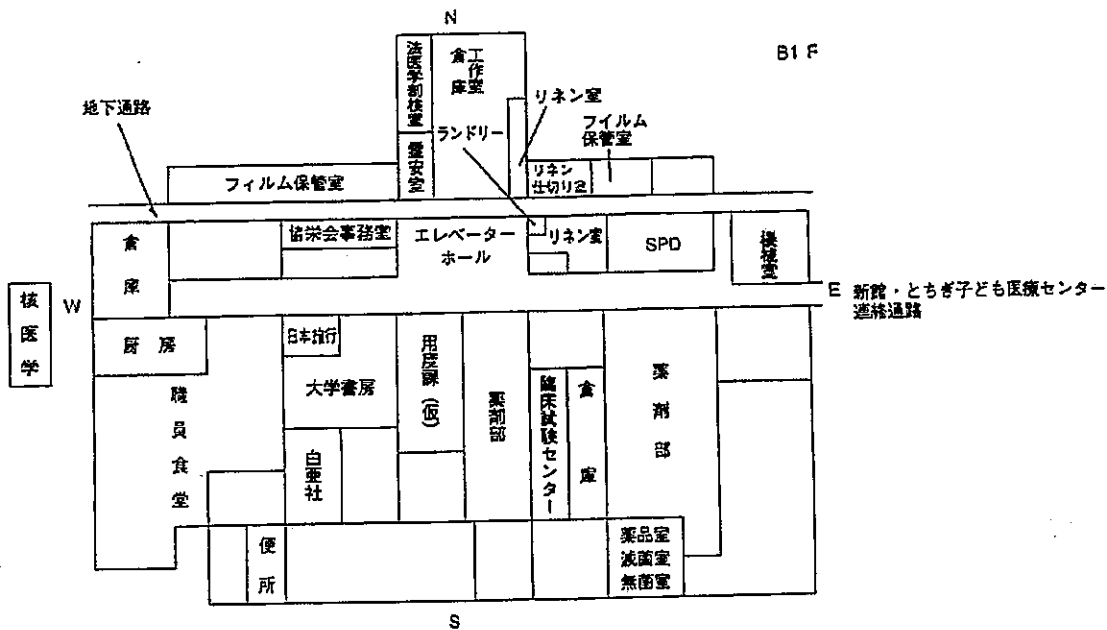 N
B1F
法医学剖検室
工作室
倉庫
リネン室
地下通路
ランドリー
フイルム
保管室
霊安室
フィルム保管室
リネン
仕切り室
倉庫
協栄会事務室
エレベーター
ホール
リネン室
SPD
機械室
核医学
W
E 新館・とちぎ子ども医療センター
連絡通路
厨房
日本旅行
用度課(仮)
大学書房
薬剤部
臨床試験センター
倉庫
薬剤部
職員食堂
白亜社
便所
薬品室
滅菌室
無菌室
S